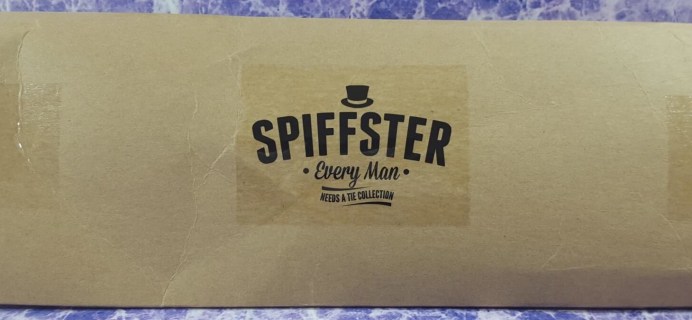 SPIFFSTER
• Every Man •
NEEDS A TIE COLLECTION